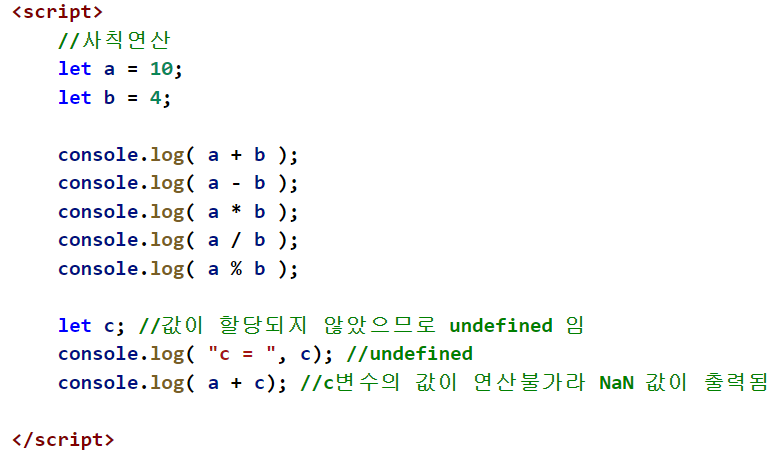 <script>
//사칙연산
let a = 10;
let b = 4;
console.log( a + b );
console.log( a - b );
console.log( a * b );
console.log( a / b );
console.log( a % b );
let c; //값이 할당되지 않았으므로 undefined 임
console.log( "c = ", c); //undefined
console.log( a + c); //c변수의 값이 연산불가라 NaN 값이 출력됨
</script>